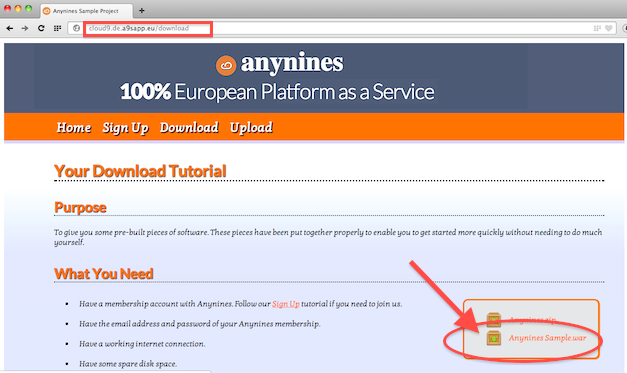 Anynines Sample Project
cloud9.de.a9sapp.eu/download
anynines
100% European Platform as a Service
Home Sign Up Download Upload
Your Download Tutorial
Purpose
To give you some pre-built pieces of software. These pieces have been put together properly to enable you to get started more quickly without needing to do much
yourself.
What You Need
• Have a membership account with Anynines. Follow our Sign Up tutorial if you need to join us.
• Have the email address and password of your Anynines membership.
• Have a working internet connection.
• Have some spare disk space.
Anynines.zip
Anynines Sample.war